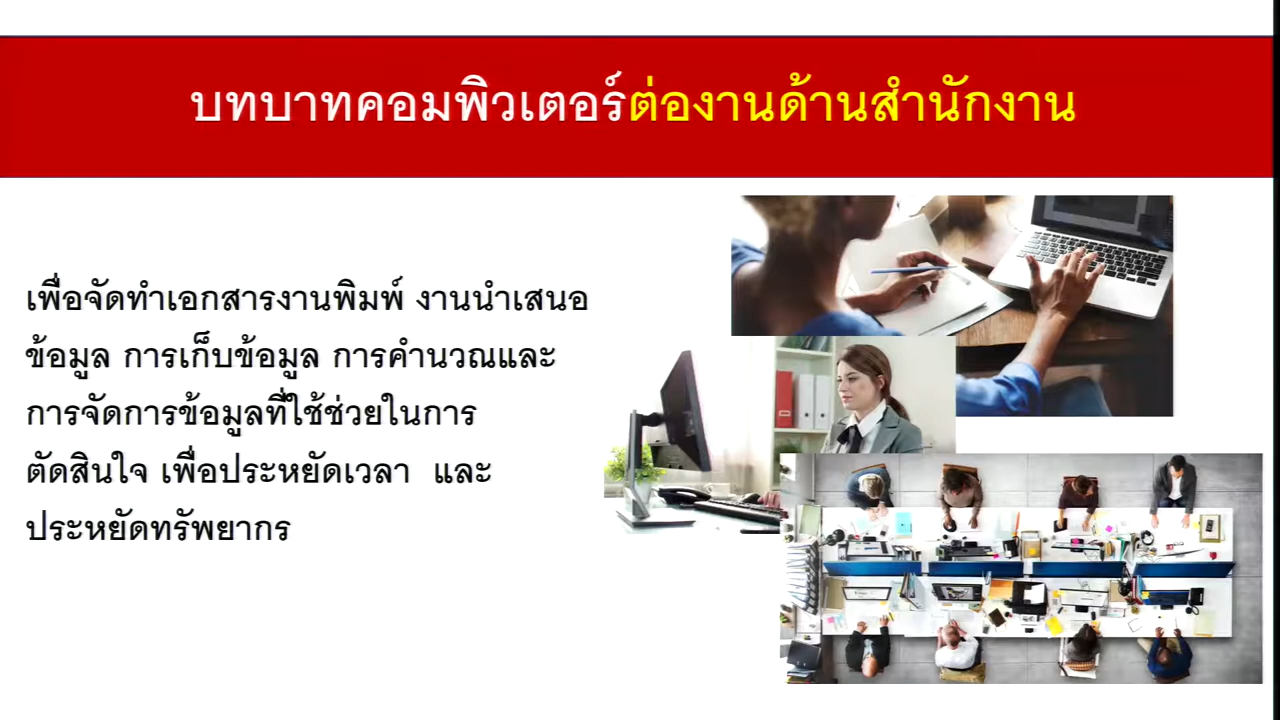 บทบาทคอมพิวเตอร์ต่องานด้านสำนักงาน
เพื่อจัดทำเอกสารงานพิมพ์ งานนำเสนอ
ข้อมูล การเก็บข้อมูล การคำนวณและ
การจัดการข้อมูลที่ใช้ช่วยในการ
ตัดสินใจ เพื่อประหยัดเวลา และ
ประหยัดทรัพยากร